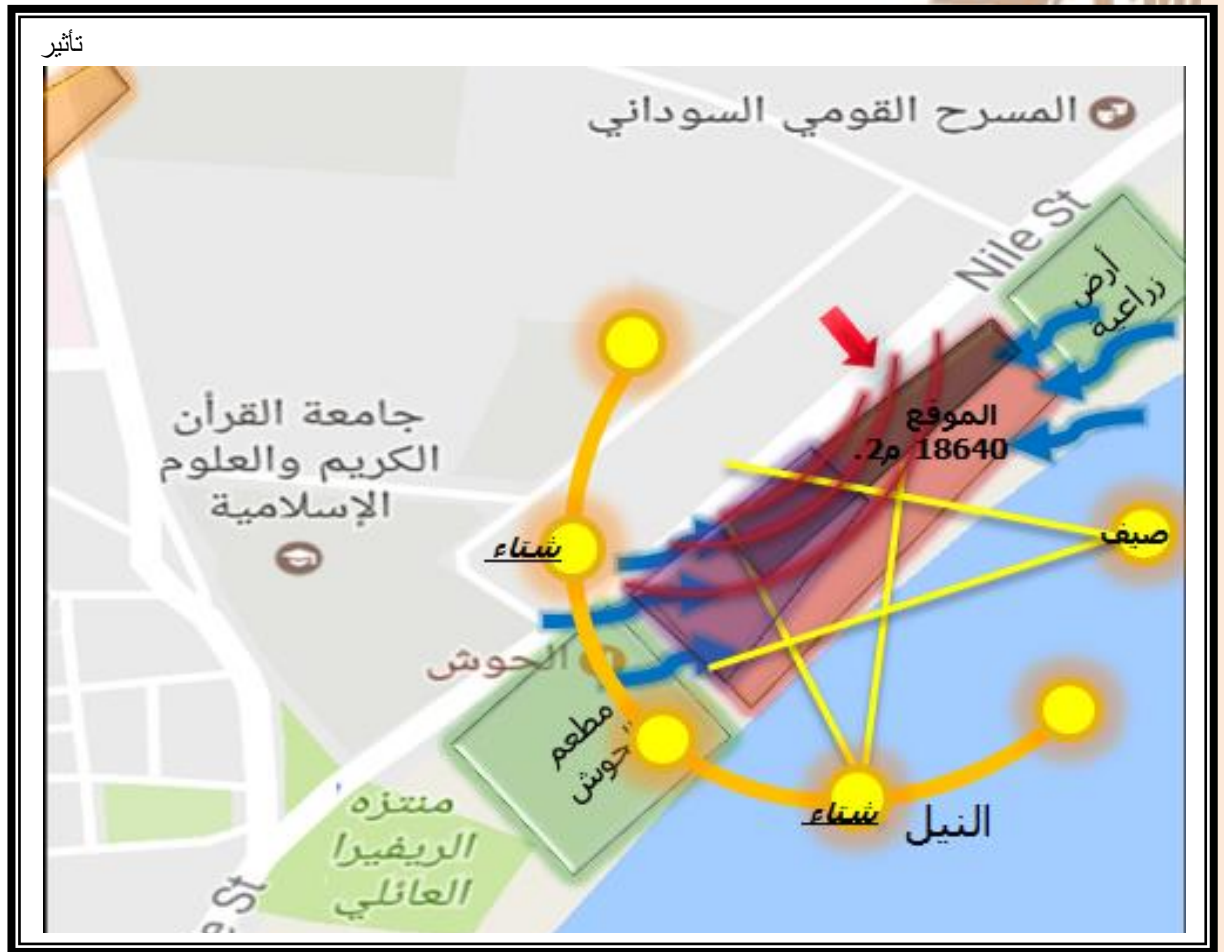 تأثير
المسرح القومي السوداني
Nile St
أرض
زراعية
الموقع
18640 م2.
جامعة القرآن
الكريم والعلوم
الإسلامية
صيف
شتاء
الحوش
مطعم
الحوش
شتاء
النيل
منتزه
الريفيرا
العائلي
e St